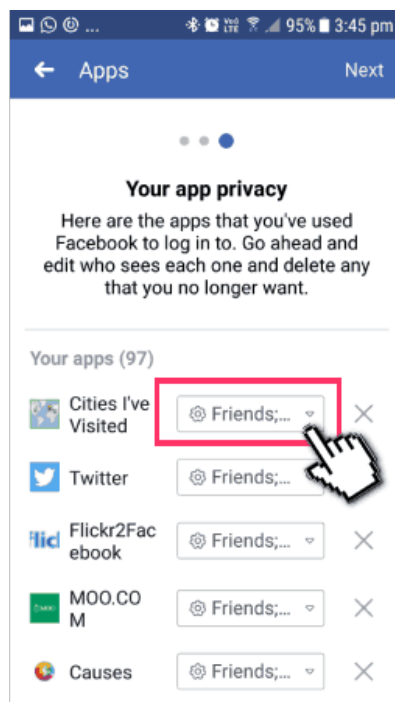 ... 95% 3:45 pm
Apps Next
Your app privacy
Here are the apps that you've used
Facebook to log in to. Go ahead and
edit who sees each one and delete any
that you no longer want.
Your apps (97)
Cities I've
Visited
Friends;...
Twitter
Friends;...
Flickr2Fac
ebook
Friends;...
MOO.CO
M
Friends;...
Causes
Friends;...